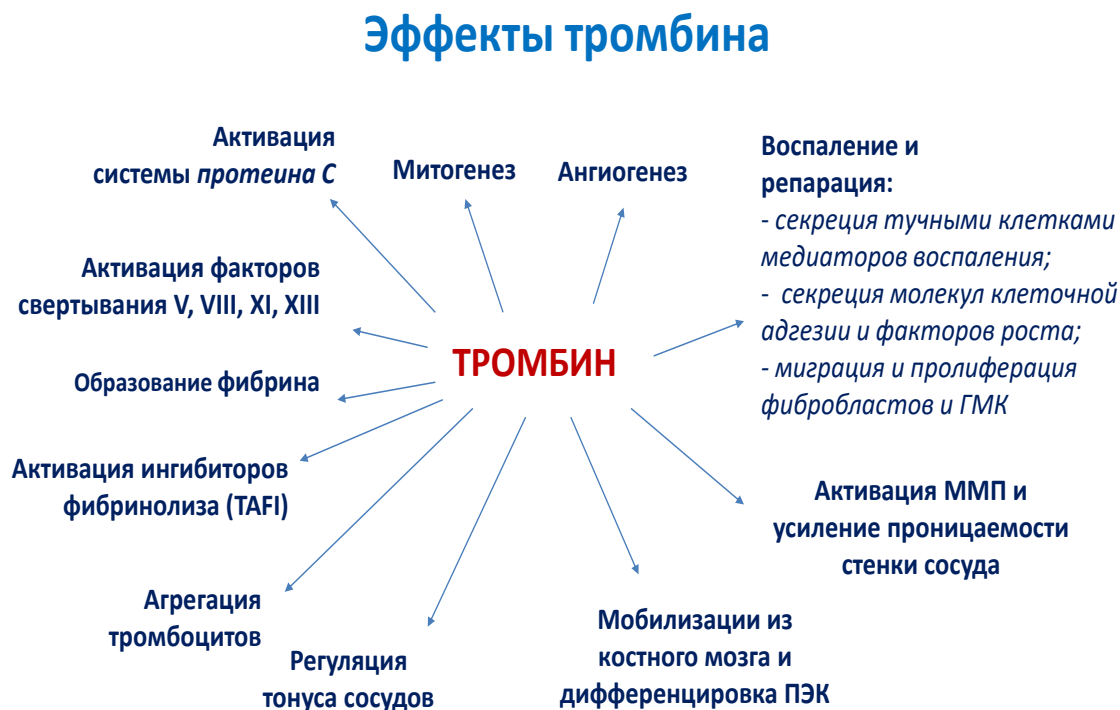 Эффекты тромбина
Активация
системы протеина С
Митогенез
Ангиогенез
Воспаление и
репарация:
- секреция тучными клетками
медиаторов воспаления;
- секреция молекул клеточной
адгезии и факторов роста;
- миграция и пролиферация
фибробластов и ГМК
Активация факторов
свертывания V, VIII, XI, XIII
ТРОМБИН
Образование фибрина
Активация ингибиторов
фибринолиза (TAFI)
Активация ММП и
усиление проницаемости
стенки сосуда
Агрегация
тромбоцитов
Регуляция
тонуса сосудов
Мобилизации из
костного мозга и
дифференцировка ПЭК